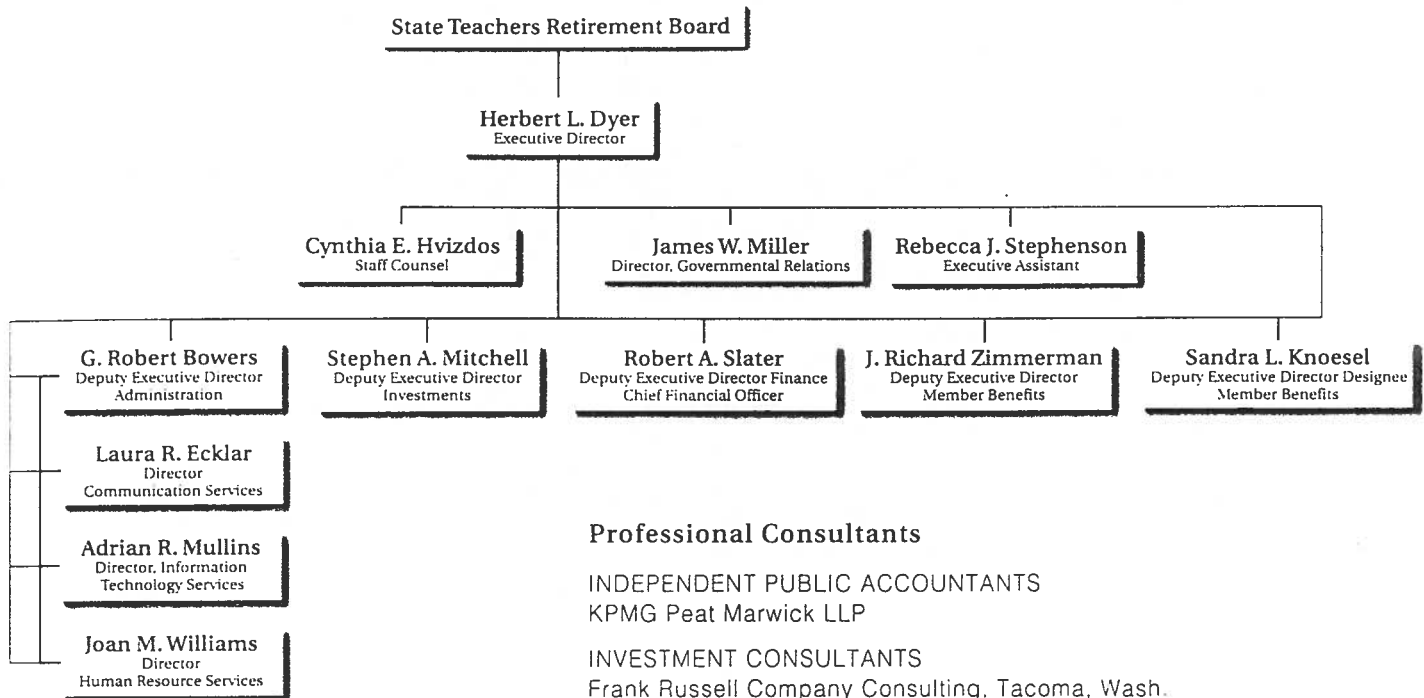 State Teachers Retirement Board
Herbert L. Dyer
Executive Director
Cynthia E. Hvizdos
Staff Counsel
James W. Miller
Director, Governmental Relations
Rebecca J. Stephenson
Executive Assistant
G. Robert Bowers
Deputy Executive Director
Administration
Stephen A. Mitchell
Deputy Executive Director
Investments
Robert A. Slater
Deputy Executive Director Finance
Chief Financial Officer
J. Richard Zimmerman
Deputy Executive Director
Member Benefits
Sandra L. Knoesel
Deputy Executive Director Designee
Member Benefits
Laura R. Ecklar
Director
Communication Services
Adrian R. Mullins
Director, Information
Technology Services
Joan M. Williams
Director
Human Resource Services
Professional Consultants
INDEPENDENT PUBLIC ACCOUNTANTS
KPMG Peat Marwick LLP
INVESTMENT CONSULTANTS
Frank Russell Company Consulting, Tacoma, Wash.